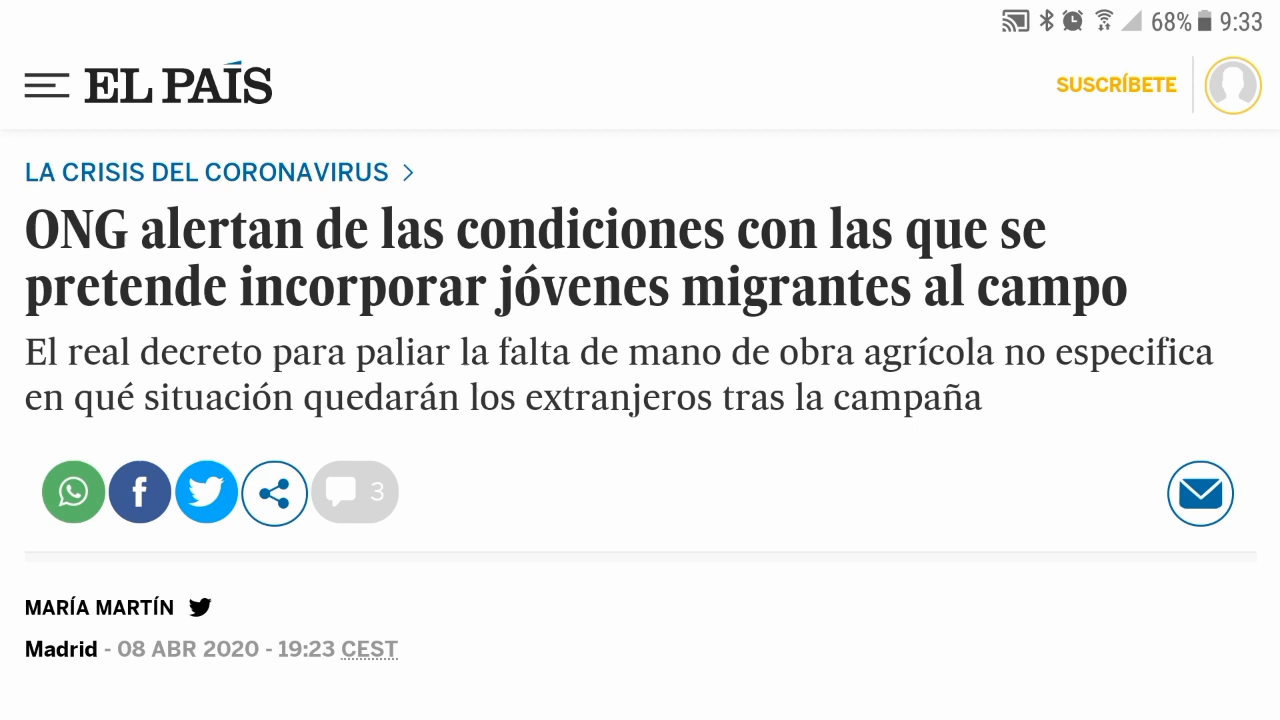 68% 9:33
EL PAÍS
SUSCRÍBETE
LA CRISIS DEL CORONAVIRUS >
ONG alertan de las condiciones con las que se
pretende incorporar jóvenes migrantes al campo
El real decreto para paliar la falta de mano de obra agrícola no especifica
en qué situación quedarán los extranjeros tras la campaña
f
3
MARÍA MARTÍN
Madrid - 08 ABR 2020 - 19:23 CEST